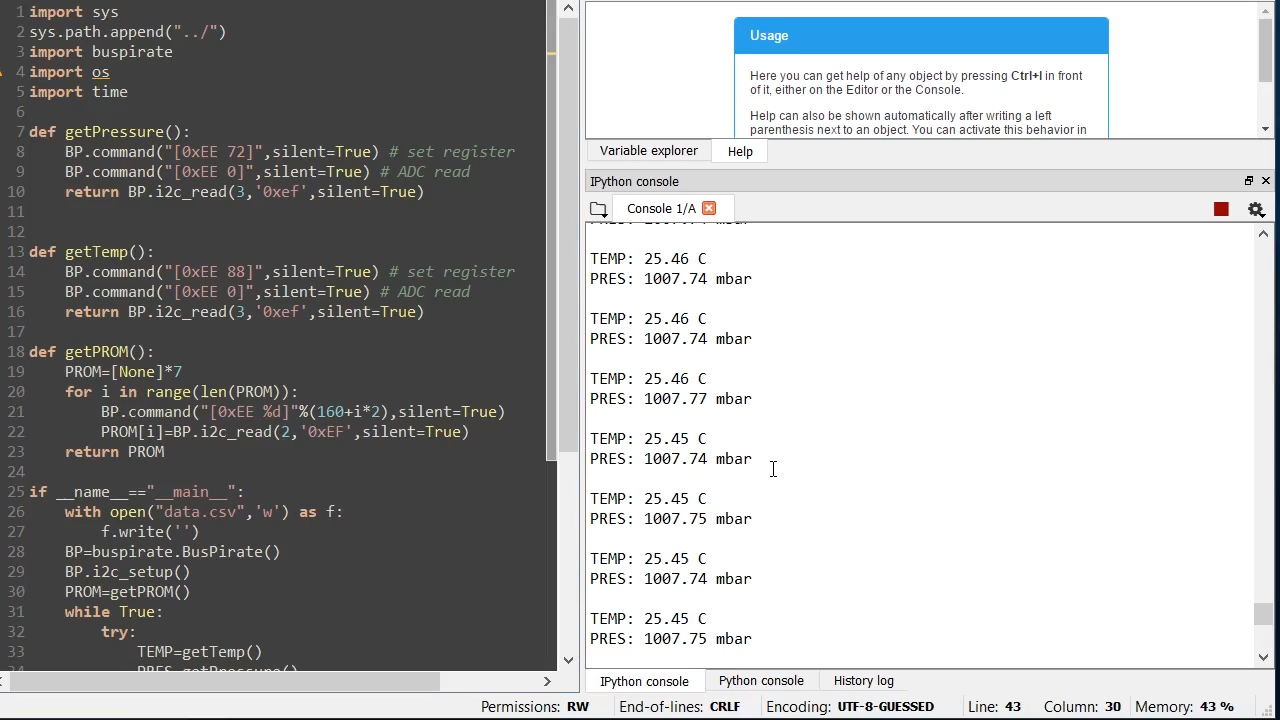 1 import sys
2 sys.path.append("../")
3 import buspirate
4 import os
5 import time
6
7 def getPressure():
8     BP.command("[0xEE 72]",silent=True) # set register
9     BP.command("[0xEE 0]",silent=True) # ADC read
10     return BP.i2c_read(3,'0xef',silent=True)
11
12
13 def getTemp():
14     BP.command("[0xEE 88]",silent=True) # set register
15     BP.command("[0xEE 0]",silent=True) # ADC read
16     return BP.i2c_read(3,'0xef',silent=True)
17
18 def getPROM():
19     PROM=[None]*7
20     for i in range(len(PROM)):
21         BP.command("[0xEE %d]"%(160+i*2),silent=True)
22         PROM[i]=BP.i2c_read(2,'0xEF',silent=True)
23     return PROM
24
25 if __name__=="__main__":
26     with open("data.csv",'w') as f:
27         f.write('')
28     BP=buspirate.BusPirate()
29     BP.i2c_setup()
30     PROM=getPROM()
31     while True:
32         try:
33             TEMP=getTemp()
34             PRES=getPressure()
Usage
Here you can get help of any object by pressing Ctrl+I in front
of it, either on the Editor or the Console.
Help can also be shown automatically after writing a left
parenthesis next to an object. You can activate this behavior in
Variable explorer Help
IPython console
Console 1/A
TEMP: 25.46 C
PRES: 1007.74 mbar
TEMP: 25.46 C
PRES: 1007.74 mbar
TEMP: 25.46 C
PRES: 1007.77 mbar
TEMP: 25.45 C
PRES: 1007.74 mbar
TEMP: 25.45 C
PRES: 1007.75 mbar
TEMP: 25.45 C
PRES: 1007.74 mbar
TEMP: 25.45 C
PRES: 1007.75 mbar
IPython console Python console History log
Permissions: RW End-of-lines: CRLF Encoding: UTF-8-GUESSED Line: 43 Column: 30 Memory: 43 %